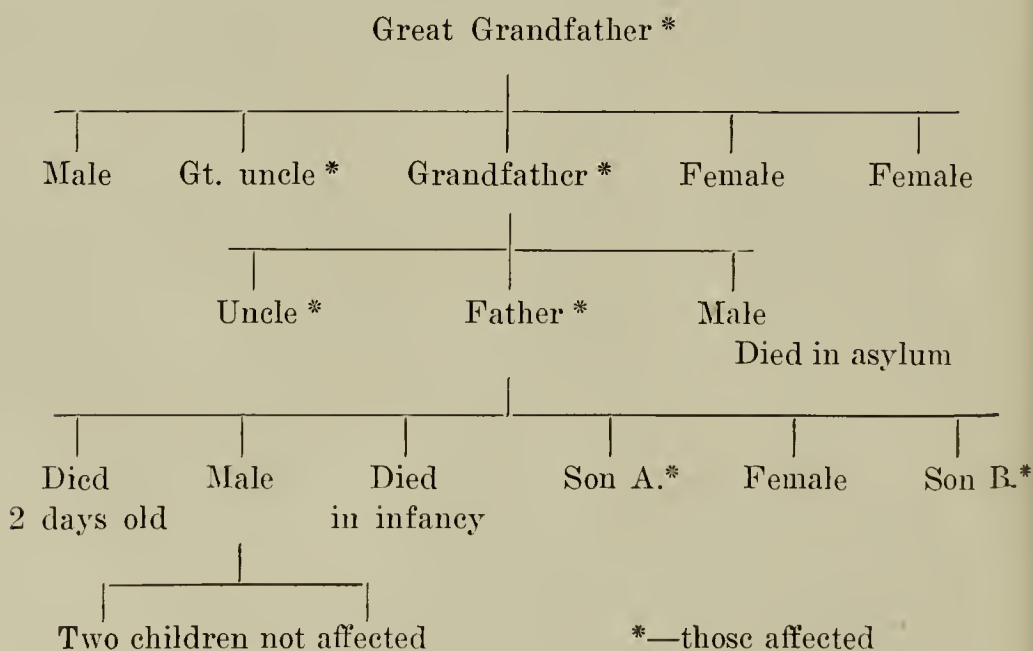 Great Grandfather *
Male Gt. uncle * Grandfather * Female Female
Uncle * Father * Male
Died in asylum
Died Male Died Son A.* Female Son B.*
2 days old in infancy
Two children not affected *—those affected